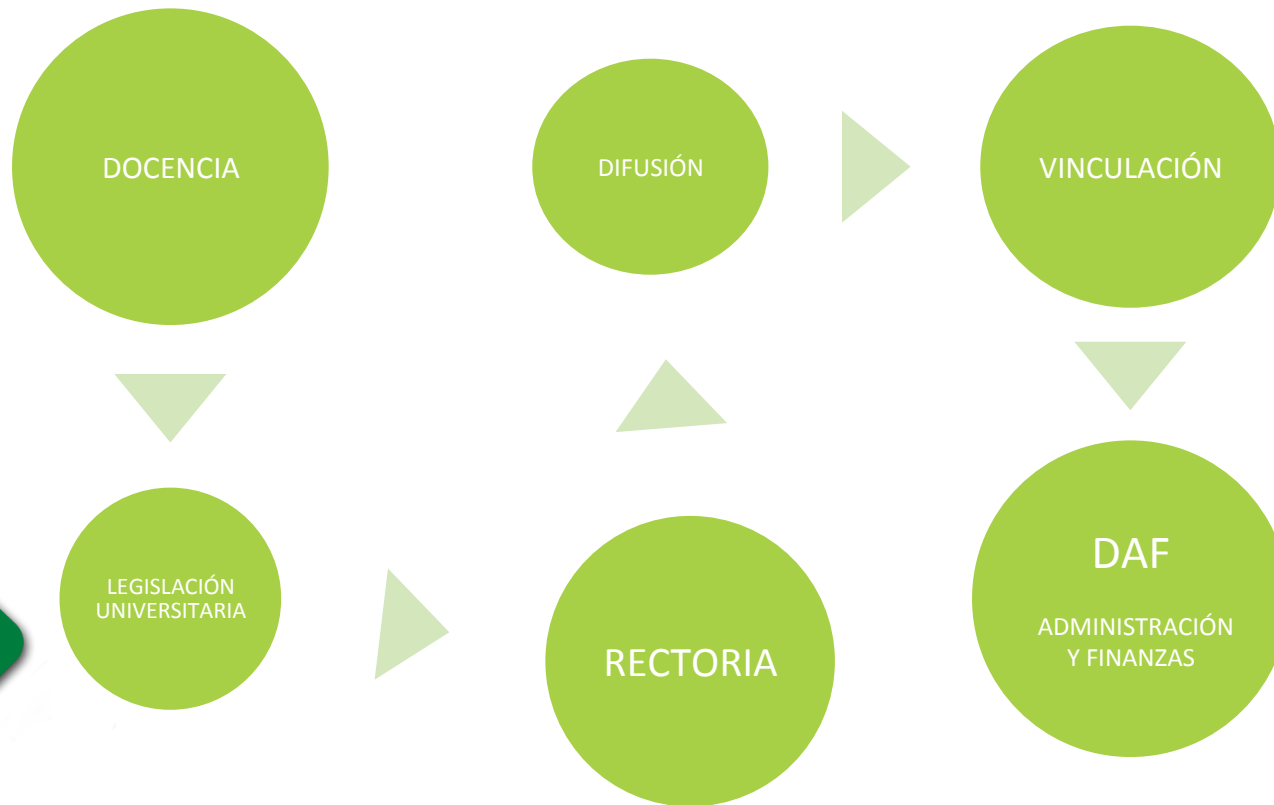 DOCENCIA
DIFUSIÓN
VINCULACIÓN
LEGISLACIÓN
UNIVERSITARIA
RECTORIA
DAF
ADMINISTRACIÓN
Y FINANZAS